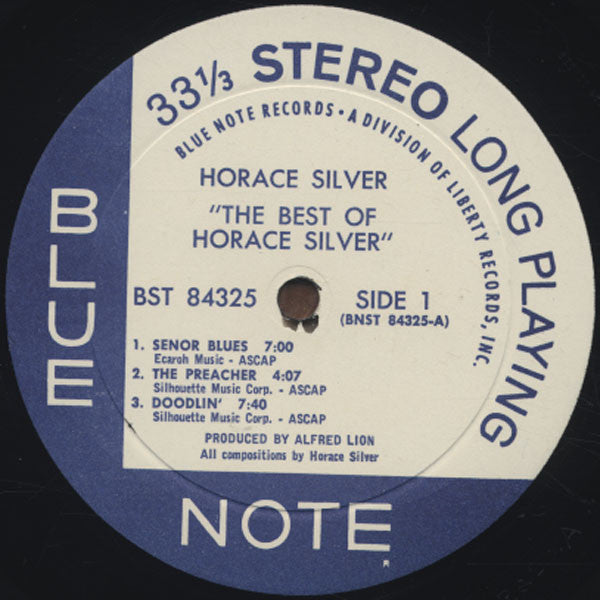 33⅓ STEREO LONG PLAYING
BLUE NOTE RECORDS • A DIVISION OF LIBERTY RECORDS, INC.
HORACE SILVER
"THE BEST OF
HORACE SILVER"
BST 84325
SIDE 1
(BNST 84325-A)
1. SENOR BLUES 7:00
Ecaroh Music - ASCAP
2. THE PREACHER 4:07
Silhouette Music Corp. - ASCAP
3. DOODLIN' 7:40
Silhouette Music Corp. - ASCAP
PRODUCED BY ALFRED LION
All compositions by Horace Silver
BLUE
NOTE